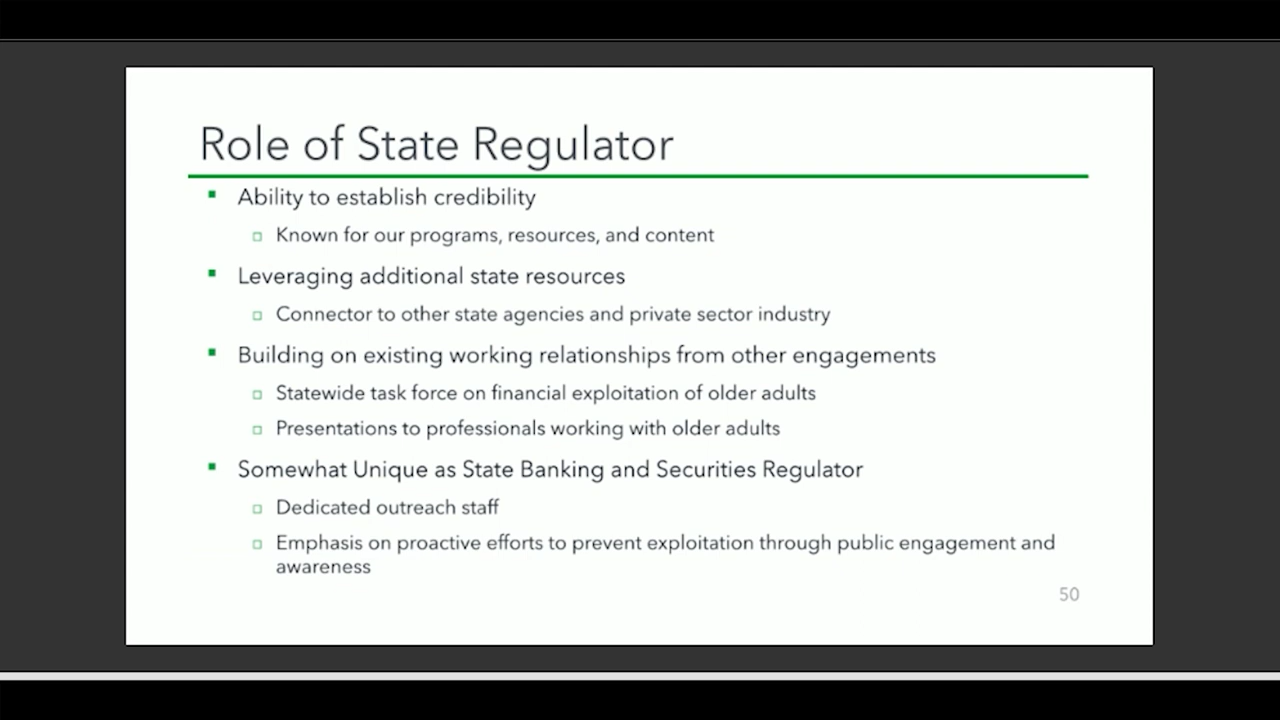 Role of State Regulator
Ability to establish credibility
Known for our programs, resources, and content
Leveraging additional state resources
Connector to other state agencies and private sector industry
Building on existing working relationships from other engagements
Statewide task force on financial exploitation of older adults
Presentations to professionals working with older adults
Somewhat Unique as State Banking and Securities Regulator
Dedicated outreach staff
Emphasis on proactive efforts to prevent exploitation through public engagement and
awareness
50